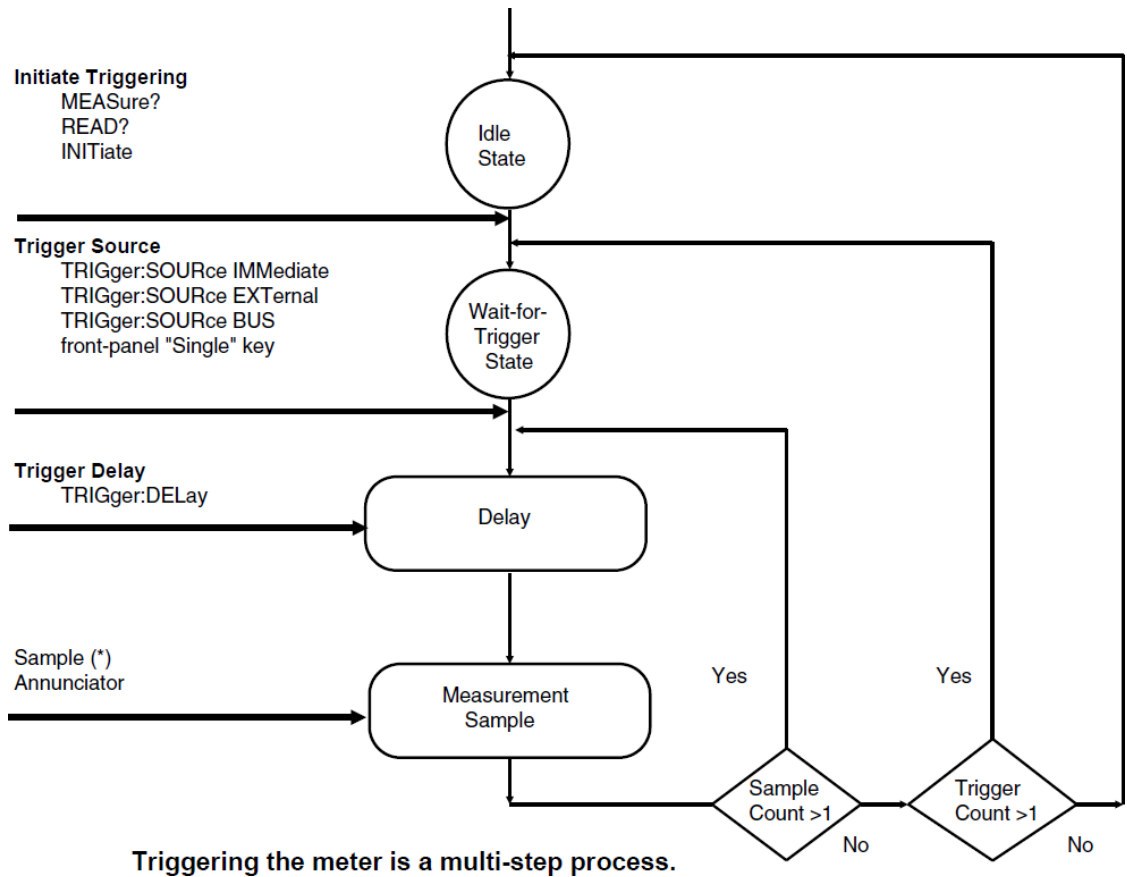 Initiate Triggering
MEASure?
READ?
INITiate
Idle
State
Trigger Source
TRIGger:SOURce IMMediate
TRIGger:SOURce EXTernal
TRIGger:SOURce BUS
front-panel "Single" key
Wait-for-
Trigger
State
Trigger Delay
TRIGger:DELay
Delay
Sample (*)
Annunciator
Measurement
Sample
Yes
Yes
Sample
Count >1
No
Trigger
Count >1
No
Triggering the meter is a multi-step process.